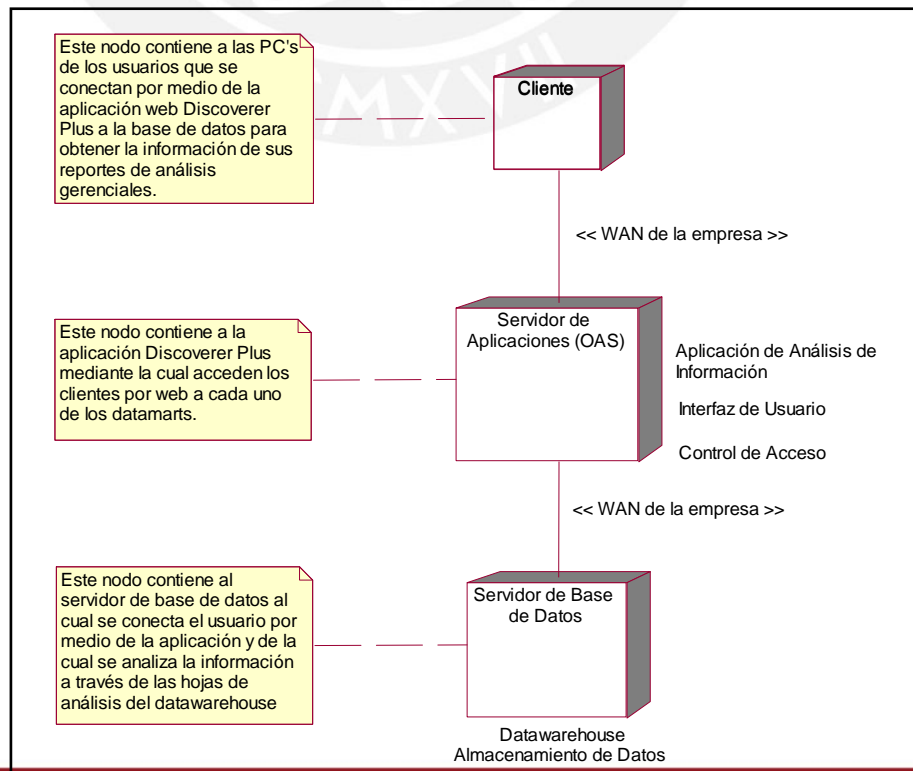 Este nodo contiene a las PC's
de los usuarios que se
conectan por medio de la
aplicación web Discoverer
Plus a la base de datos para
obtener la información de sus
reportes de análisis
gerenciales.
Cliente
MXVII
<< WAN de la empresa >>
Este nodo contiene a la
aplicación Discoverer Plus
mediante la cual acceden los
clientes por web a cada uno
de los datamarts.
Servidor de
Aplicaciones (OAS)
Aplicación de Análisis de
Información
Interfaz de Usuario
Control de Acceso
<< WAN de la empresa >>
Este nodo contiene al
servidor de base de datos al
cual se conecta el usuario por
medio de la aplicación y de la
cual se analiza la información
a través de las hojas de
análisis del datawarehouse
Servidor de Base
de Datos
Datawarehouse
Almacenamiento de Datos